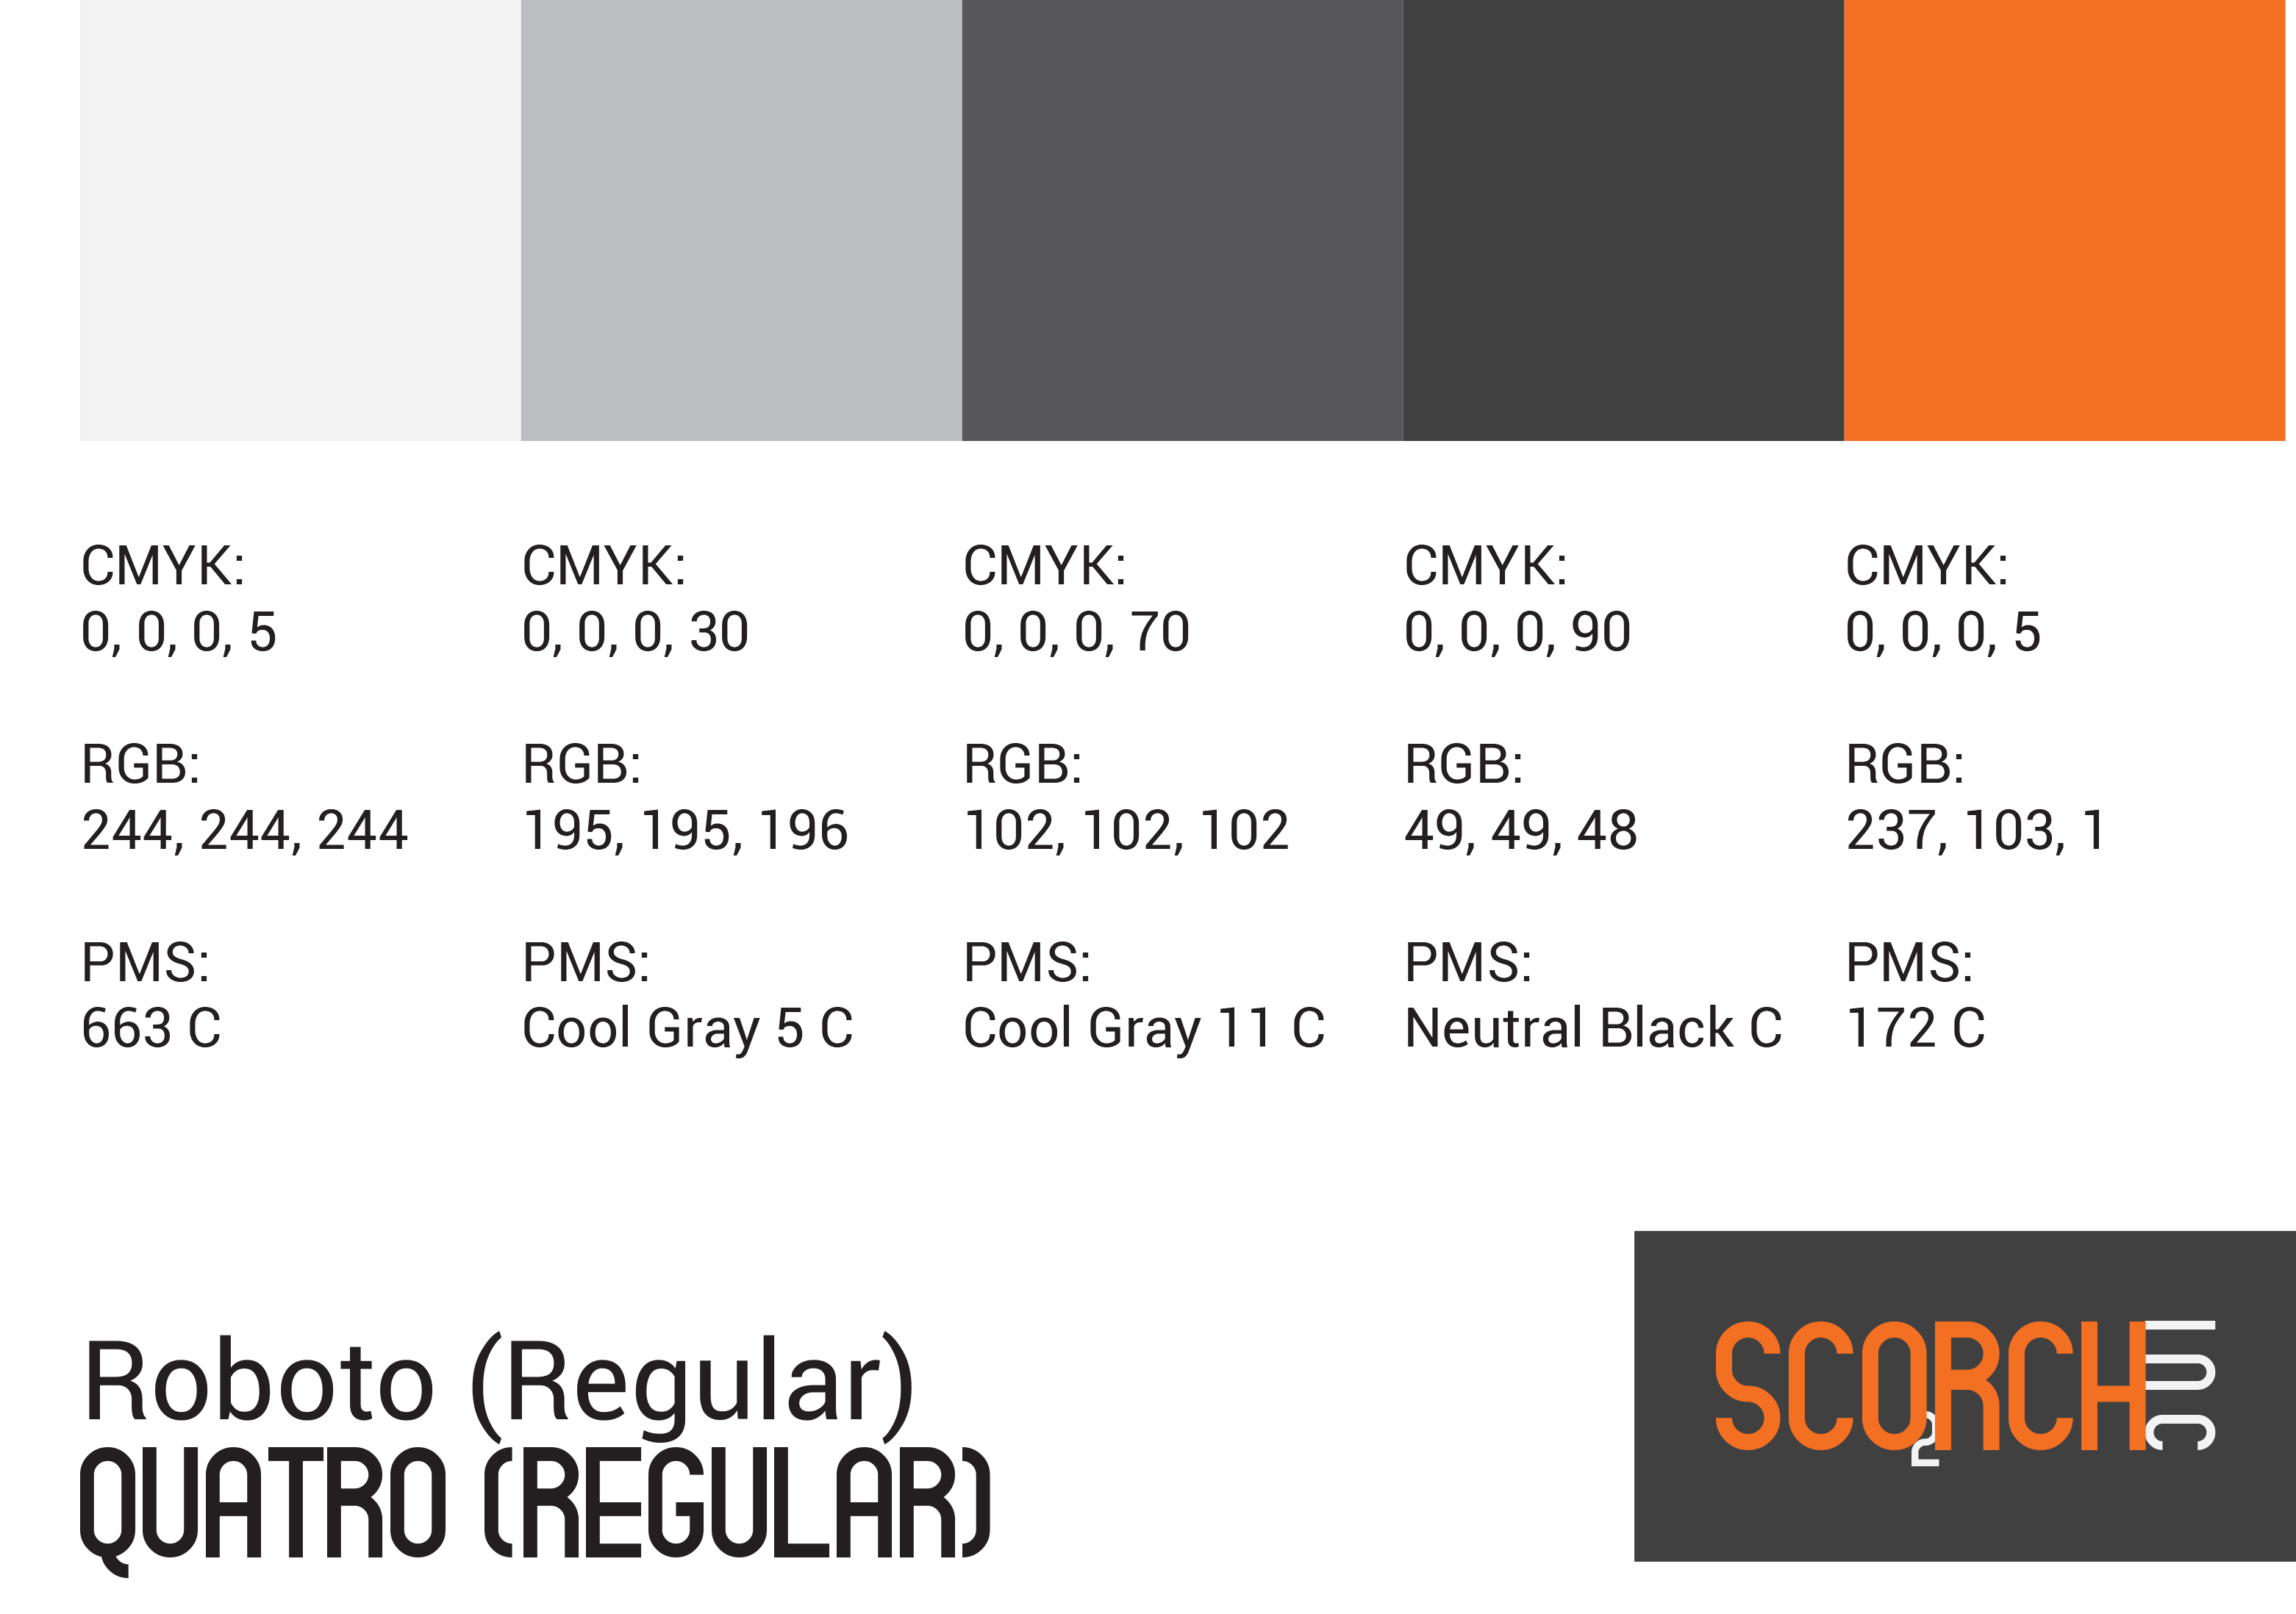 CMYK:
0, 0, 0, 5
RGB:
244, 244, 244
PMS:
663 C
CMYK:
0, 0, 0, 30
RGB:
195, 195, 196
PMS:
Cool Gray 5 C
CMYK:
0, 0, 0, 70
RGB:
102, 102, 102
PMS:
Cool Gray 11 C
CMYK:
0, 0, 0, 90
RGB:
49, 49, 48
PMS:
Neutral Black C
CMYK:
0, 0, 0, 5
RGB:
237, 103, 1
PMS:
172 C
Roboto (Regular)
QUATRO (REGULAR)
SCO2RCH
inc